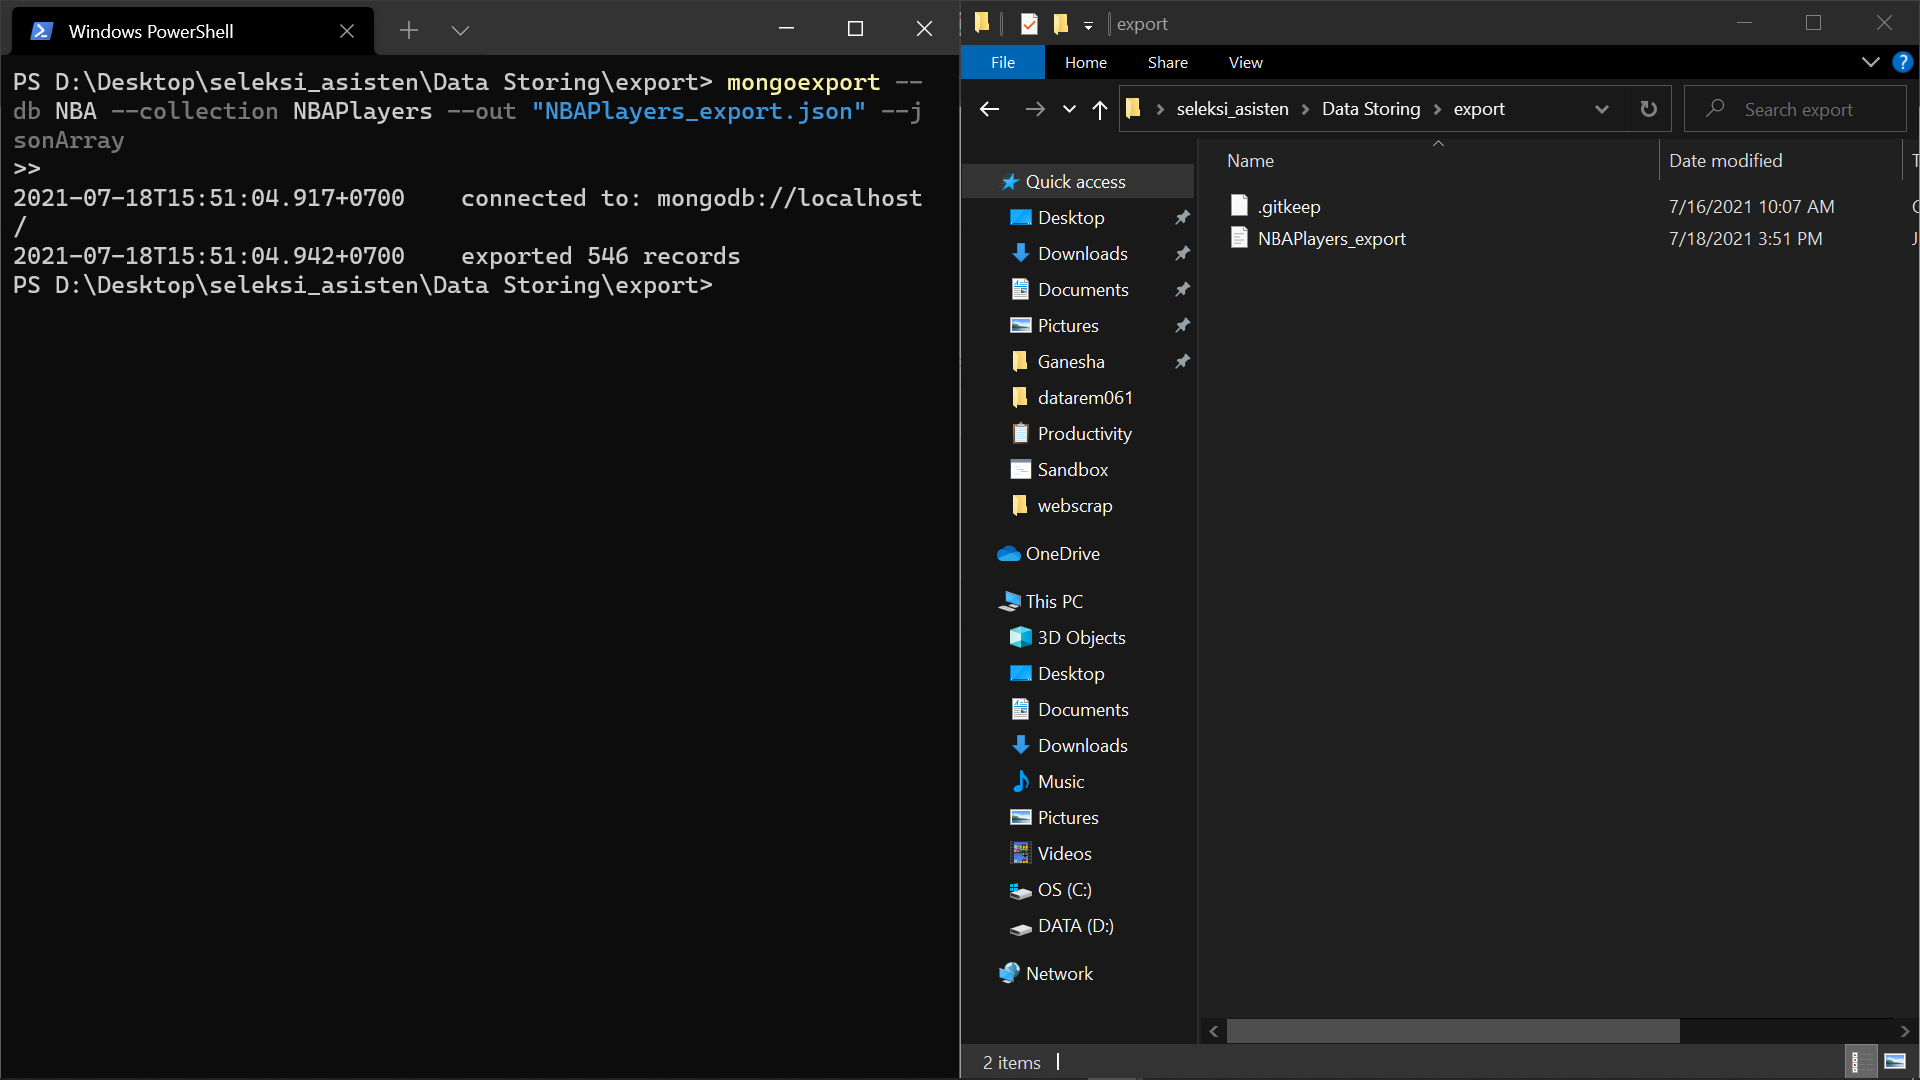 Windows PowerShell
PS D:\Desktop\seleksi_asisten\Data Storing\export> mongoexport --
db NBA --collection NBAPlayers --out "NBAPlayers_export.json" --j
sonArray
>>
2021-07-18T15:51:04.917+0700    connected to: mongodb://localhost
/
2021-07-18T15:51:04.942+0700    exported 546 records
PS D:\Desktop\seleksi_asisten\Data Storing\export>
export
File Home Share View
seleksi_asisten > Data Storing > export
Search export
Name Date modified T
.gitkeep 7/16/2021 10:07 AM
NBAPlayers_export 7/18/2021 3:51 PM J
Quick access
Desktop
Downloads
Documents
Pictures
Ganesha
datarem061
Productivity
Sandbox
webscrap
OneDrive
This PC
3D Objects
Desktop
Documents
Downloads
Music
Pictures
Videos
OS (C:)
DATA (D:)
Network
2 items